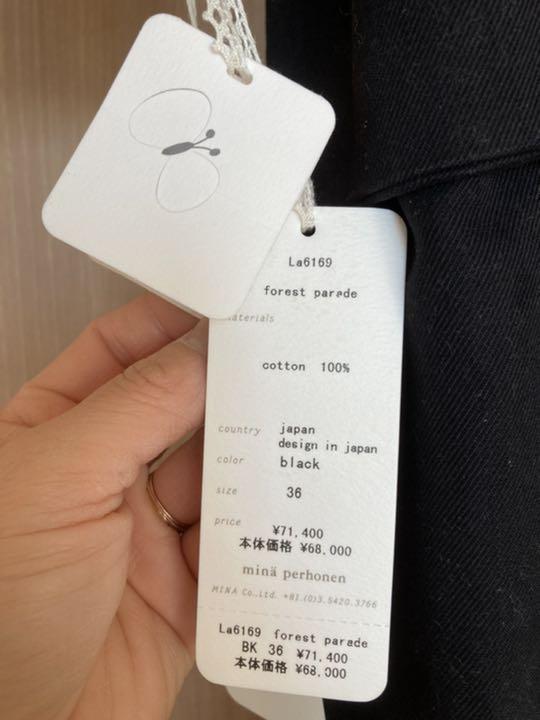 La6169
forest parade
materials
cotton 100%
country japan
design in japan
color black
size 36
price
¥71,400
本体価格 ¥68,000
minä perhonen
MINA Co.,Ltd. +81.(0)3.5420.3766
La6169 forest parade
BK 36 ¥71,400
本体価格 ¥68,000